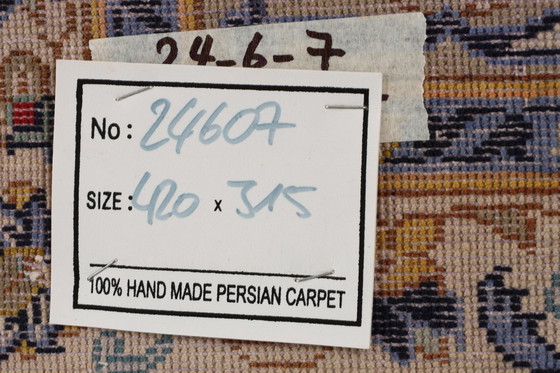 24-6-7
No: 24607
SIZE: 420 x 315
100% HAND MADE PERSIAN CARPET